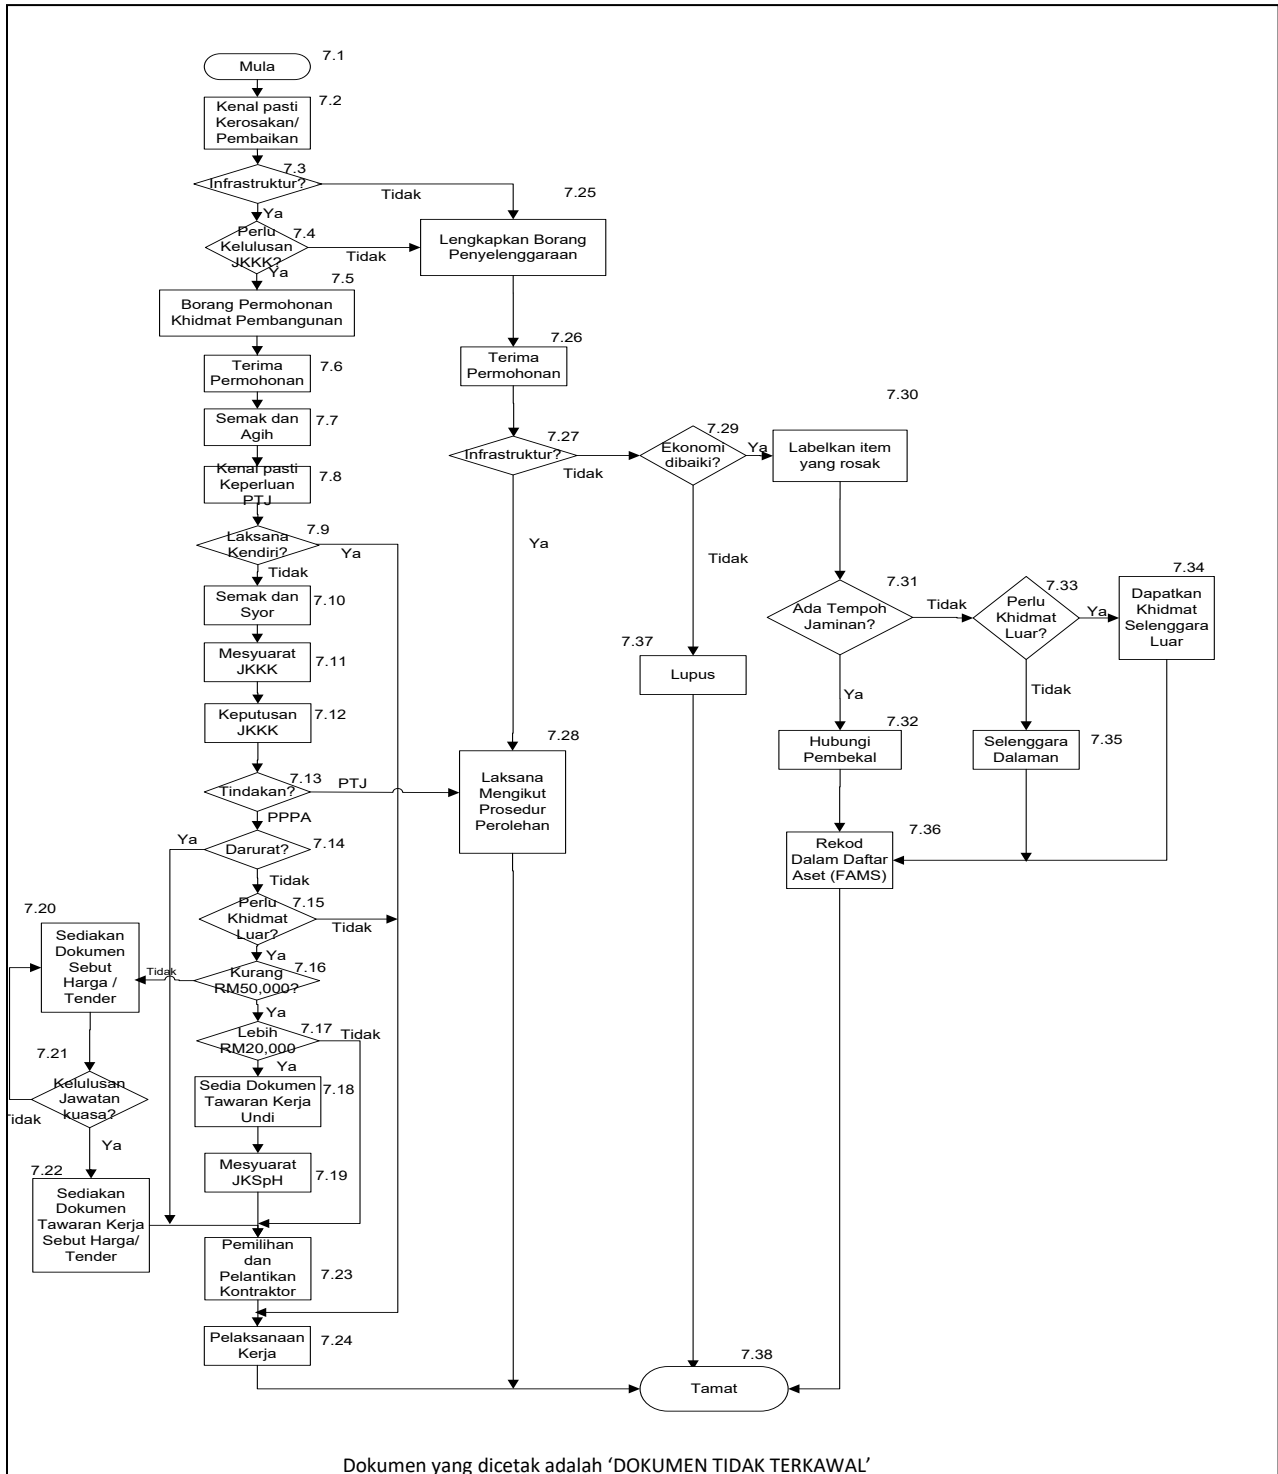 7.1
Mula
7.2
Kenal pasti
Kerosakan/
Pembaikan
7.3
Infrastruktur?
Tidak
Ya
7.4
Perlu
Kelulusan
JKKK?
Tidak
Ya
7.5
Borang Permohonan
Khidmat Pembangunan
7.6
Terima
Permohonan
7.7
Semak dan
Agih
7.8
Kenal pasti
Keperluan
PTJ
7.9
Laksana
Kendiri?
Ya
Tidak
7.10
Semak dan
Syor
7.11
Mesyuarat
JKKK
7.12
Keputusan
JKKK
7.13
Tindakan?
PTJ
PPPA
7.14
Ya
Darurat?
Tidak
7.15
Perlu
Khidmat
Luar?
Tidak
Ya
7.16
Kurang
RM50,000?
Tidak
Ya
7.17
Lebih
RM20,000
Tidak
Ya
7.18
Sedia Dokumen
Tawaran Kerja
Undi
7.19
Mesyuarat
JKSpH
7.20
Sediakan
Dokumen
Sebut
Harga /
Tender
7.21
Kelulusan
Jawatan
kuasa?
Tidak
Ya
7.22
Sediakan
Dokumen
Tawaran Kerja
Sebut Harga/
Tender
7.23
Pemilihan
dan
Pelantikan
Kontraktor
7.24
Pelaksanaan
Kerja
7.25
Lengkapkan Borang
Penyelenggaraan
7.26
Terima
Permohonan
7.27
Infrastruktur?
Tidak
Ya
7.28
Laksana
Mengikut
Prosedur
Perolehan
7.29
Ekonomi
dibaiki?
Ya
Tidak
7.30
Labelkan item
yang rosak
7.31
Ada Tempoh
Jaminan?
Tidak
Ya
7.32
Hubungi
Pembekal
7.33
Perlu
Khidmat
Luar?
Ya
Tidak
7.34
Dapatkan
Khidmat
Selenggara
Luar
7.35
Selenggara
Dalaman
7.36
Rekod
Dalam Daftar
Aset (FAMS)
7.37
Lupus
7.38
Tamat
Dokumen yang dicetak adalah ‘DOKUMEN TIDAK TERKAWAL’